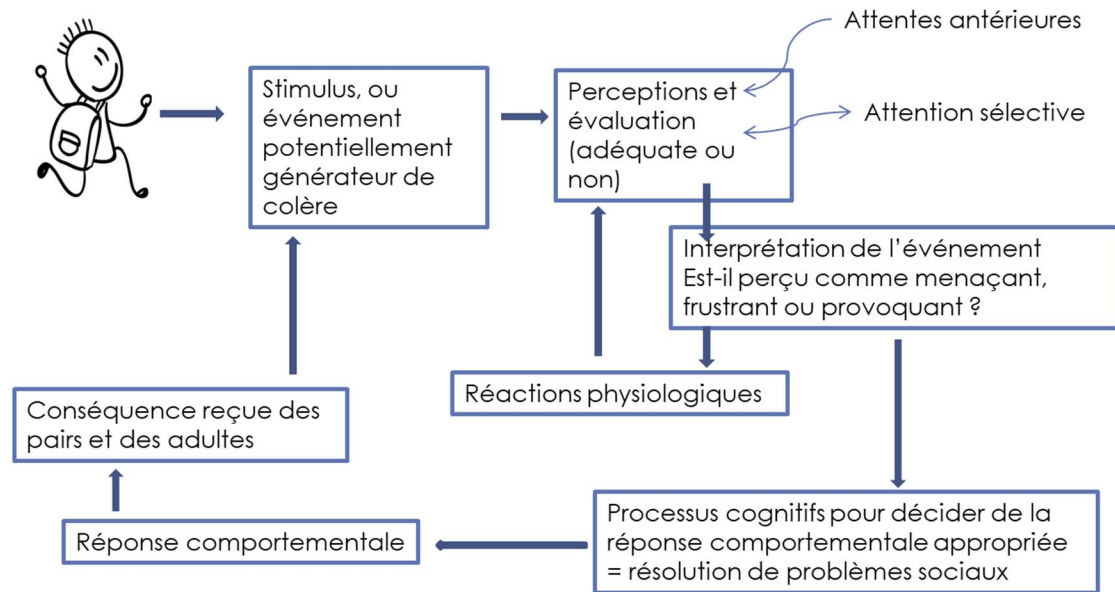 Attentes antérieures
Stimulus, ou
événement
potentiellement
générateur de
colère
Perceptions et
évaluation
(adéquate ou
non)
Attention sélective
Interprétation de l’événement
Est-il perçu comme menaçant,
frustrant ou provoquant ?
Réactions physiologiques
Conséquence reçue des
pairs et des adultes
Processus cognitifs pour décider de la
réponse comportementale appropriée
= résolution de problèmes sociaux
Réponse comportementale